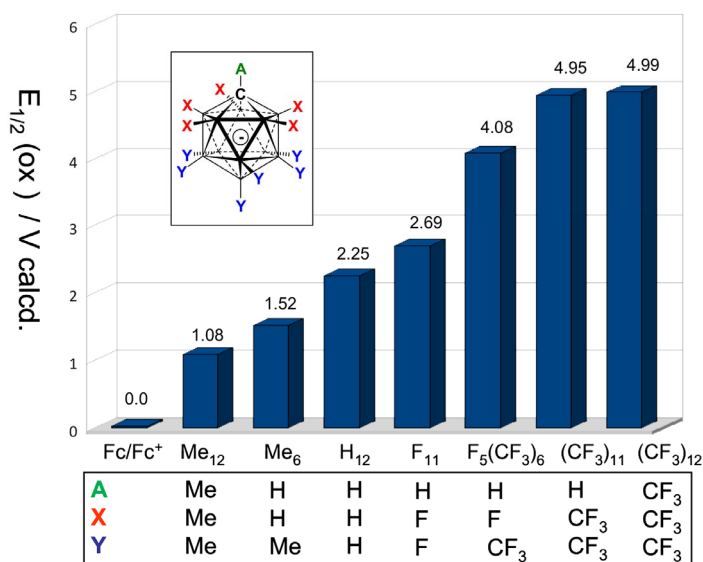 E1/2 (ox ) / V calcd.
6
5
4
3
2
1
0
0.0
1.08
1.52
2.25
2.69
4.08
4.95
4.99
A
C
X
X
X
X
X
-
Y
Y
Y
Y
Y
Y
Fc/Fc+ Me12 Me6 H12 F11 F5(CF3)6 (CF3)11 (CF3)12
A Me H H H H H CF3
X Me H H F F CF3 CF3
Y Me Me H F CF3 CF3 CF3